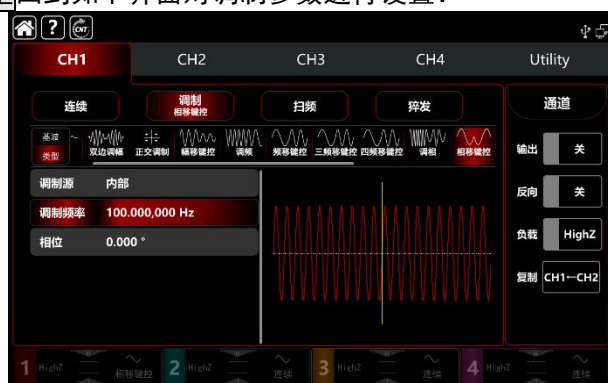 回到如下界面对调制参数进行设置：
? CNT
CH1 CH2 CH3 CH4 Utility
连续 调制 扫频 猝发 通道
相移键控
基波 类型 双边调幅 正交调制 幅移键控 调频 频移键控 三频移键控 四频移键控 调相 相移键控
调制源 内部
调制频率 100.000,000 Hz
相位 0.000 °
输出 关
反向 关
负载 HighZ
复制 CH1←CH2
1 HighZ 相移键控 2 HighZ 连续 3 HighZ 连续 4 HighZ 连续